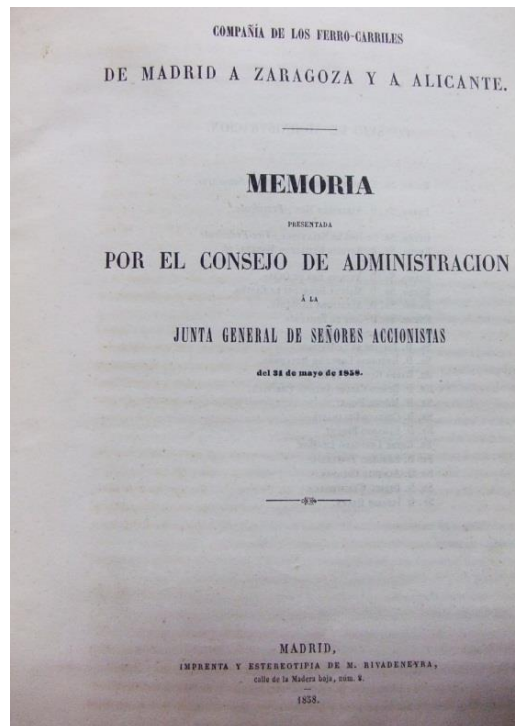 COMPAÑÍA DE LOS FERRO-CARRILES
DE MADRID A ZARAGOZA Y A ALICANTE.
MEMORIA
PRESENTADA
POR EL CONSEJO DE ADMINISTRACION
Á LA
JUNTA GENERAL DE SEÑORES ACCIONISTAS
del 31 de mayo de 1858.
MADRID,
IMPRENTA Y ESTEREOTIPIA DE M. RIVADENEYRA,
calle de la Madera baja, núm. 8.
1858.